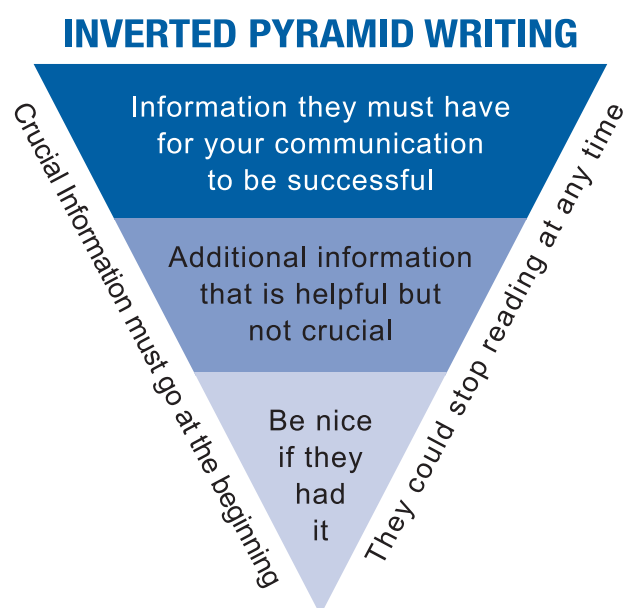 INVERTED PYRAMID WRITING
Information they must have
for your communication
to be successful
Additional information
that is helpful but
not crucial
Be nice
if they
had
it
Crucial Information must go at the beginning
They could stop reading at any time